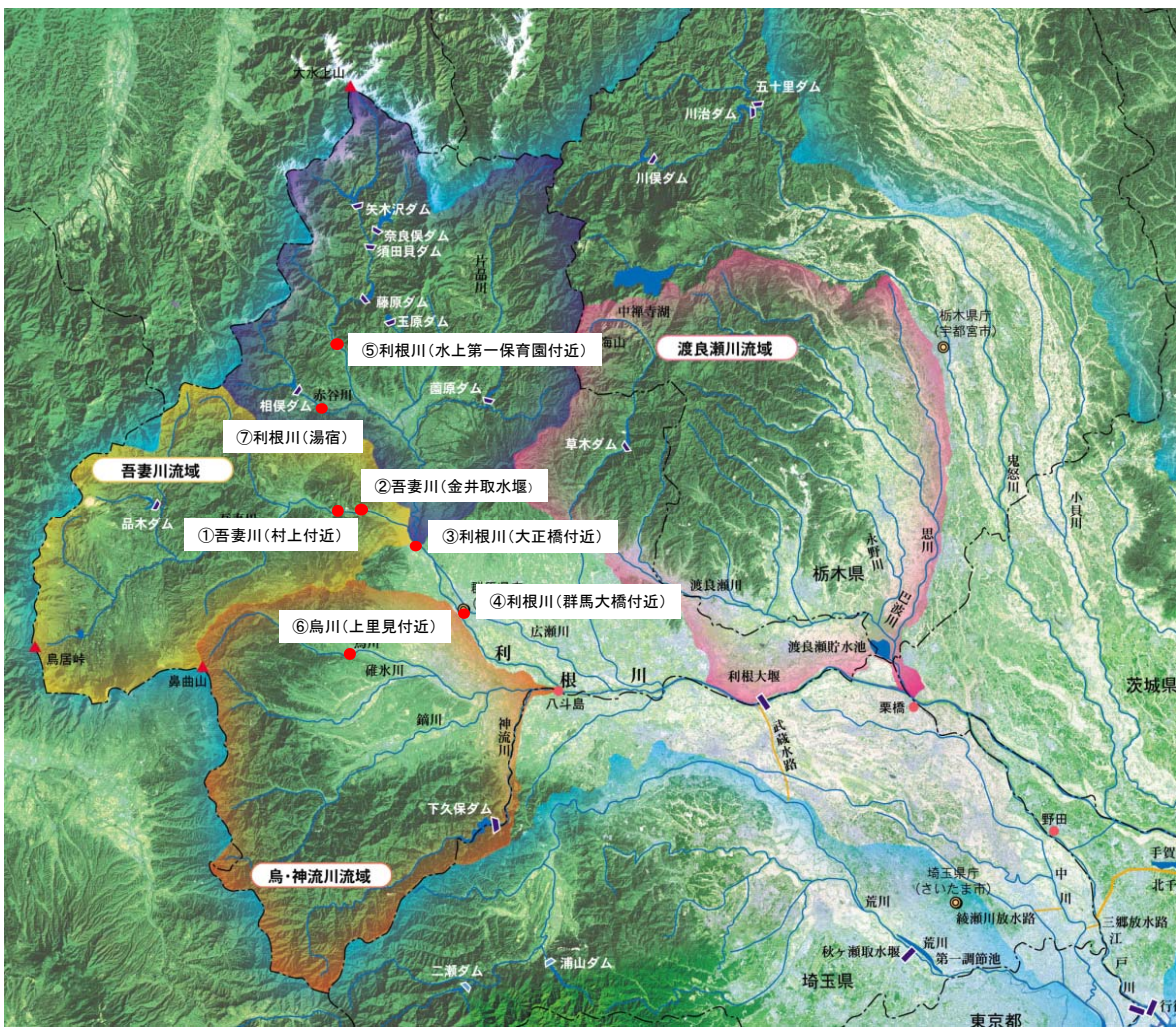 大水上山
五十里ダム
川治ダム
川俣ダム
矢木沢ダム
奈良俣ダム
須田貝ダム
片品川
藤原ダム
玉原ダム
中禅寺湖
栃木県庁
(宇都宮市)
⑤利根川(水上第一保育園付近)
渡良瀬川流域
相俣ダム
赤谷川
薗原ダム
⑦利根川(湯宿)
草木ダム
鬼怒川
小貝川
吾妻川流域
②吾妻川(金井取水堰)
品木ダム
①吾妻川(村上付近)
③利根川(大正橋付近)
永野川
思川
栃木県
渡良瀬川
④利根川(群馬大橋付近)
巴波川
⑥烏川(上里見付近)
広瀬川
渡良瀬貯水池
鳥居峠
鼻曲山
碓氷川
利根川
利根大堰
茨城県
八斗島
栗橋
鏑川
神流川
武蔵水路
下久保ダム
野田
手賀
烏・神流川流域
埼玉県庁
(さいたま市)
中川
北千
荒川
綾瀬川放水路
三郷放水路
秋ヶ瀬取水堰
荒川
第一調節池
江戸川
二瀬ダム
浦山ダム
埼玉県
東京都